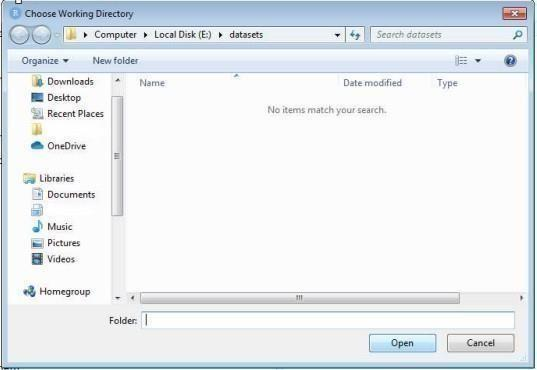 Choose Working Directory
Computer Local Disk (E:) datasets Search datasets
Organize New folder
Downloads
Desktop
Recent Places
OneDrive
Libraries
Documents
Music
Pictures
Videos
Homegroup
Name Date modified Type
No items match your search.
Folder:
Open Cancel